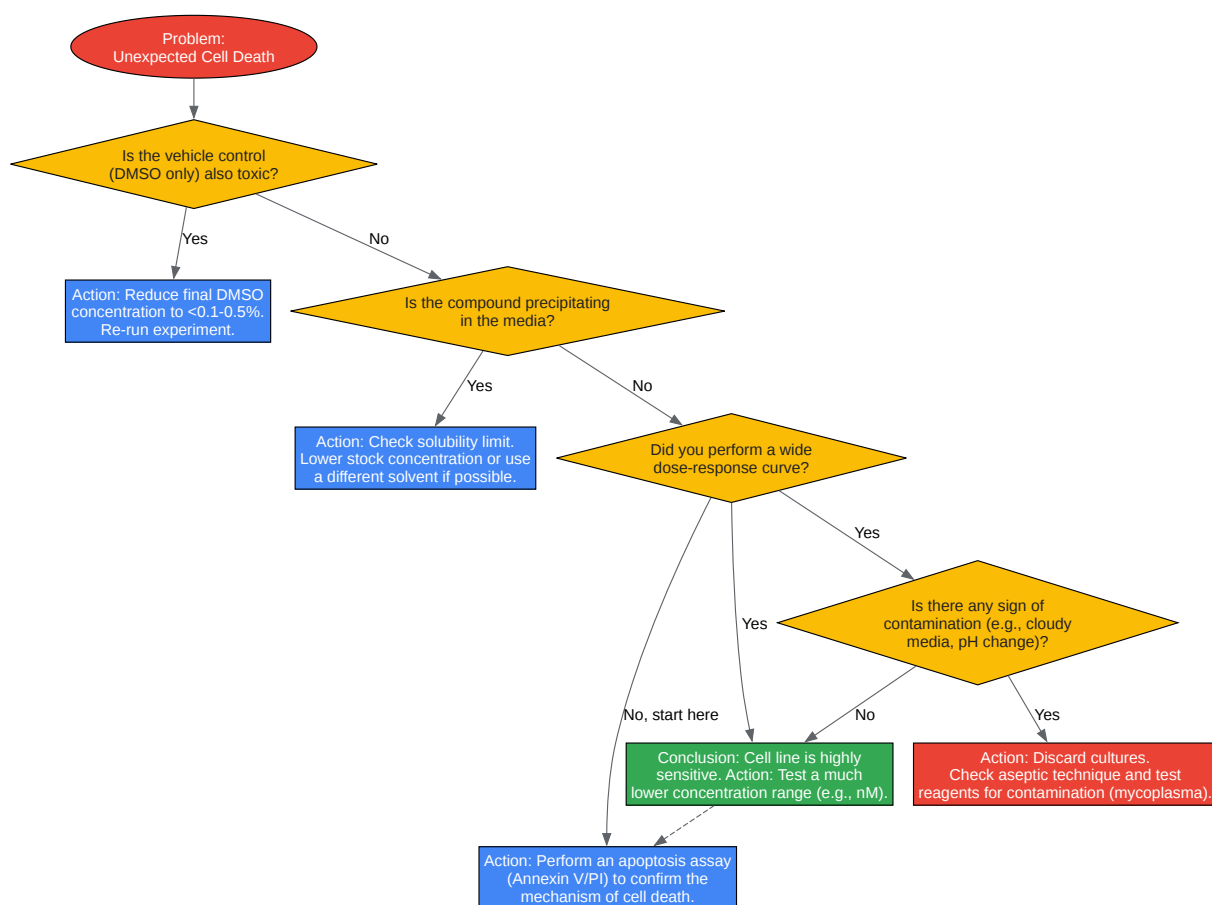 Problem:
Unexpected Cell Death
Is the vehicle control
(DMSO only) also toxic?
Yes
No
Action: Reduce final DMSO
concentration to <0.1-0.5%.
Re-run experiment.
Is the compound precipitating
in the media?
Yes
No
Action: Check solubility limit.
Lower stock concentration or use
a different solvent if possible.
Did you perform a wide
dose-response curve?
Yes
Is there any sign of
contamination (e.g., cloudy
media, pH change)?
Yes
No, start here
No
Yes
Conclusion: Cell line is highly
sensitive. Action: Test a much
lower concentration range (e.g., nM).
Action: Discard cultures.
Check aseptic technique and test
reagents for contamination (mycoplasma).
Action: Perform an apoptosis assay
(Annexin V/PI) to confirm the
mechanism of cell death.